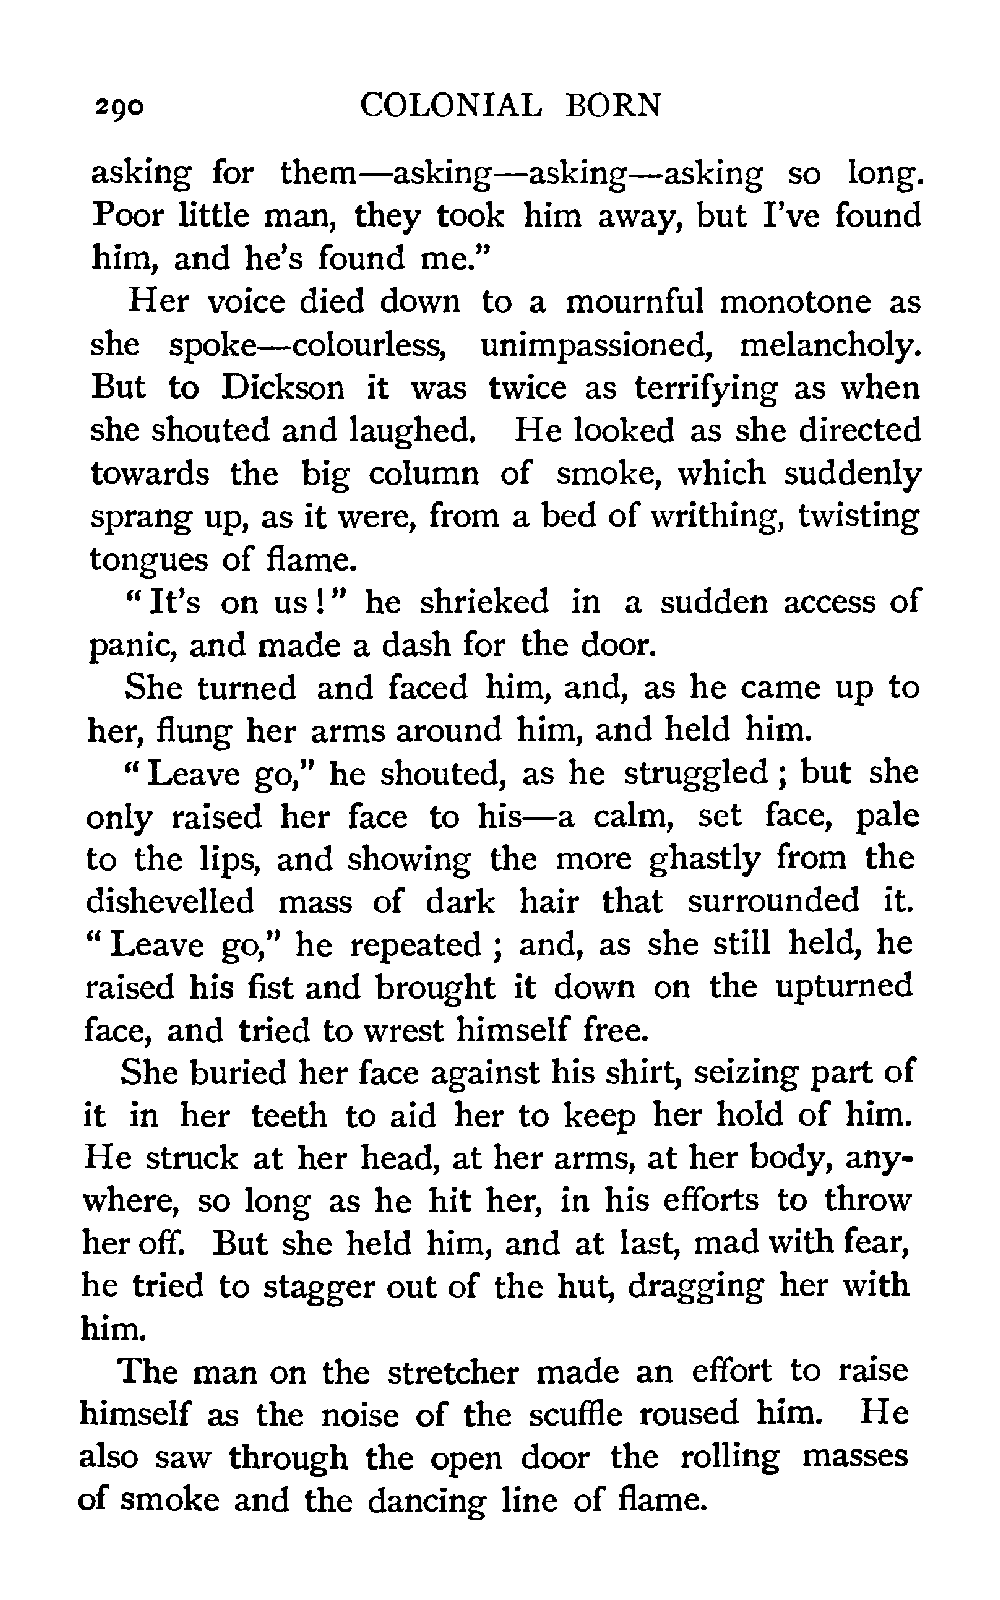 290 COLONIAL BORN
asking for them—asking—asking—asking so long.
Poor little man, they took him away, but I've found
him, and he's found me."
Her voice died down to a mournful monotone as
she spoke—colourless, unimpassioned, melancholy.
But to Dickson it was twice as terrifying as when
she shouted and laughed. He looked as she directed
towards the big column of smoke, which suddenly
sprang up, as it were, from a bed of writhing, twisting
tongues of flame.
"It's on us!" he shrieked in a sudden access of
panic, and made a dash for the door.
She turned and faced him, and, as he came up to
her, flung her arms around him, and held him.
"Leave go," he shouted, as he struggled; but she
only raised her face to his—a calm, set face, pale
to the lips, and showing the more ghastly from the
dishevelled mass of dark hair that surrounded it.
"Leave go," he repeated; and, as she still held, he
raised his fist and brought it down on the upturned
face, and tried to wrest himself free.
She buried her face against his shirt, seizing part of
it in her teeth to aid her to keep her hold of him.
He struck at her head, at her arms, at her body, any-
where, so long as he hit her, in his efforts to throw
her off. But she held him, and at last, mad with fear,
he tried to stagger out of the hut, dragging her with
him.
The man on the stretcher made an effort to raise
himself as the noise of the scuffle roused him. He
also saw through the open door the rolling masses
of smoke and the dancing line of flame.